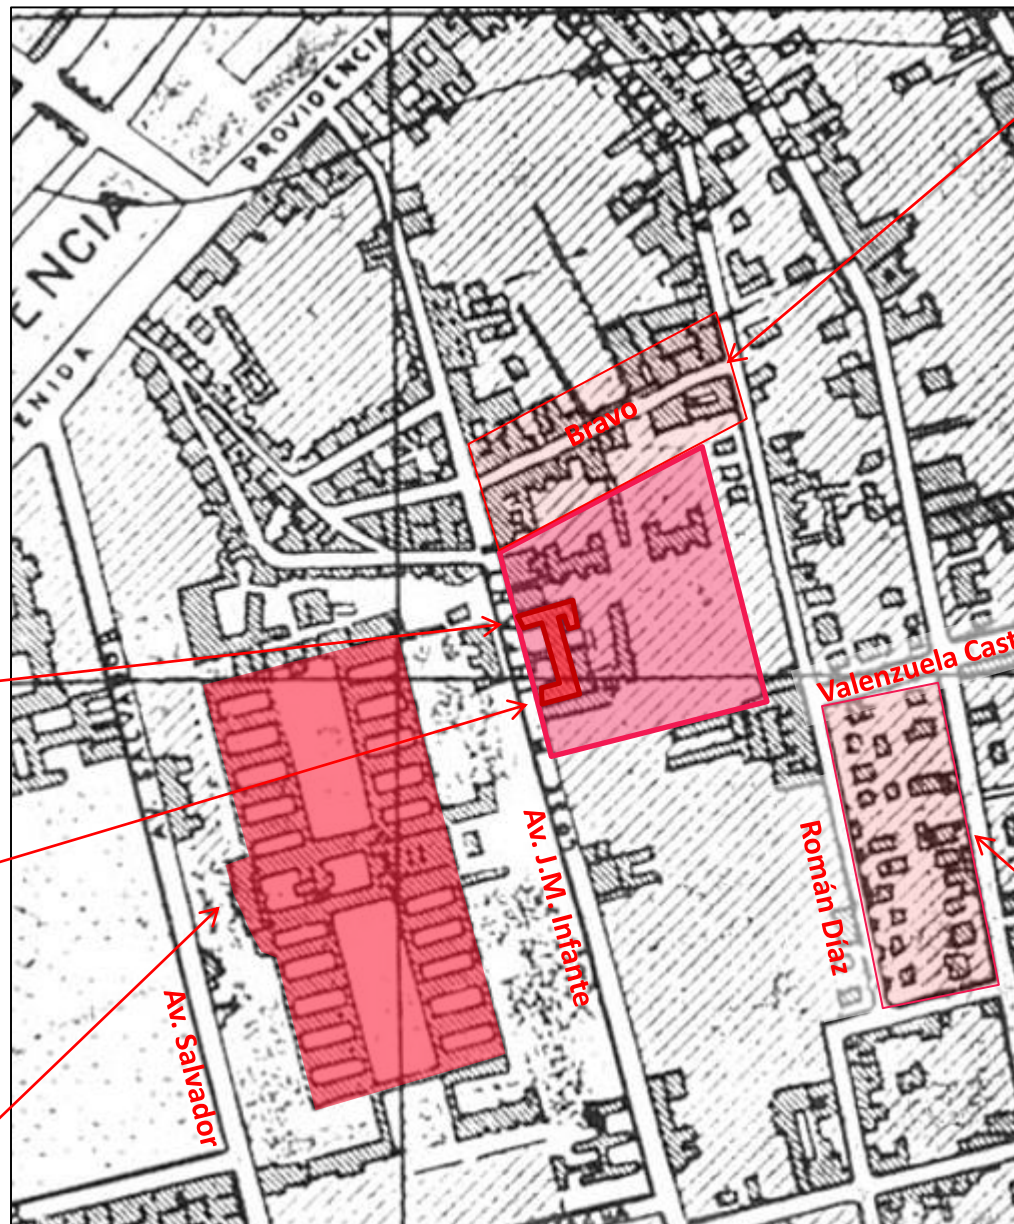 PROVIDENCIA
ENCIA
ENIDA
Bravo
Valenzuela Cast
Av. J.M. Infante
Román Díaz
Av. Salvador